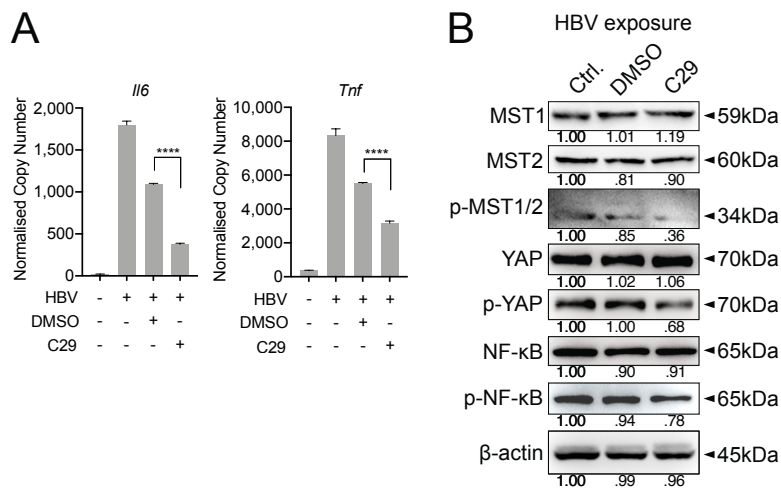 A
Il6
Normalised Copy Number
2,000
1,500
1,000
500
0
****
HBV - + + +
DMSO - - + -
C29 - - - +
Tnf
Normalised Copy Number
10,000
8,000
6,000
4,000
2,000
0
****
HBV - + + +
DMSO - - + -
C29 - - - +
B
HBV exposure
Ctrl. DMSO C29
MST1 59kDa
1.00 1.01 1.19
MST2 60kDa
1.00 .81 .90
p-MST1/2 34kDa
1.00 .85 .36
YAP 70kDa
1.00 1.02 1.06
p-YAP 70kDa
1.00 1.00 .68
NF-κB 65kDa
1.00 .90 .91
p-NF-κB 65kDa
1.00 .94 .78
β-actin 45kDa
1.00 .99 .96